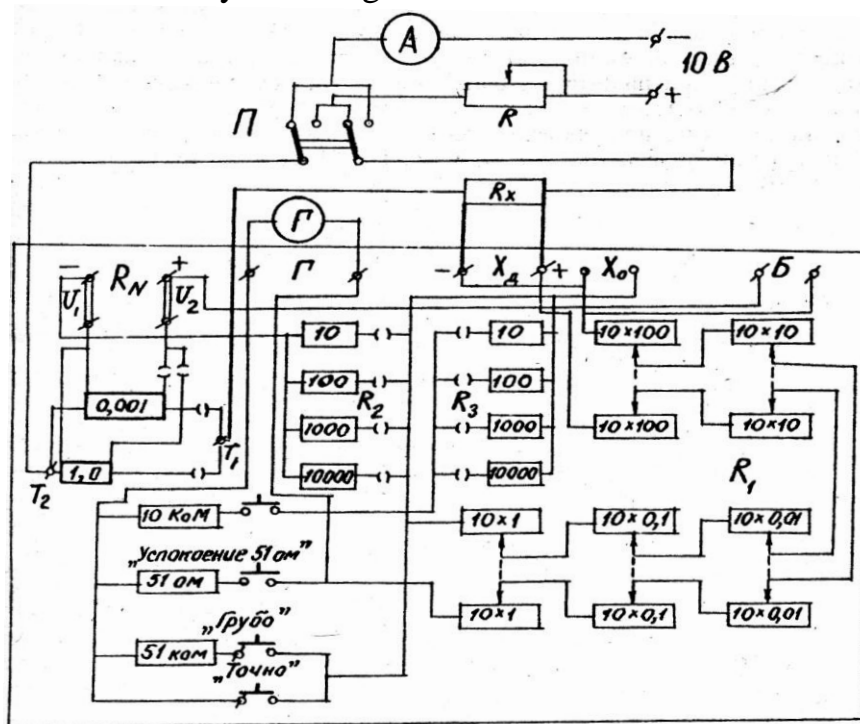 А
— 10 В
+
R
П
Rx
Г
− RN +
U1 U2
Г
− Xд +
Xо
Б
10 10 10×100 10×10
100 100
0,001
R2 R3
T1
1000 1000 10×100 10×10
1,0
T2
10000 10000
R1
10 КоМ
10×1 10×0,1 10×0,01
„Успокоение 51 ом"
51 ом
10×1 10×0,1 10×0,01
„Грубо"
51 ком
„Точно"